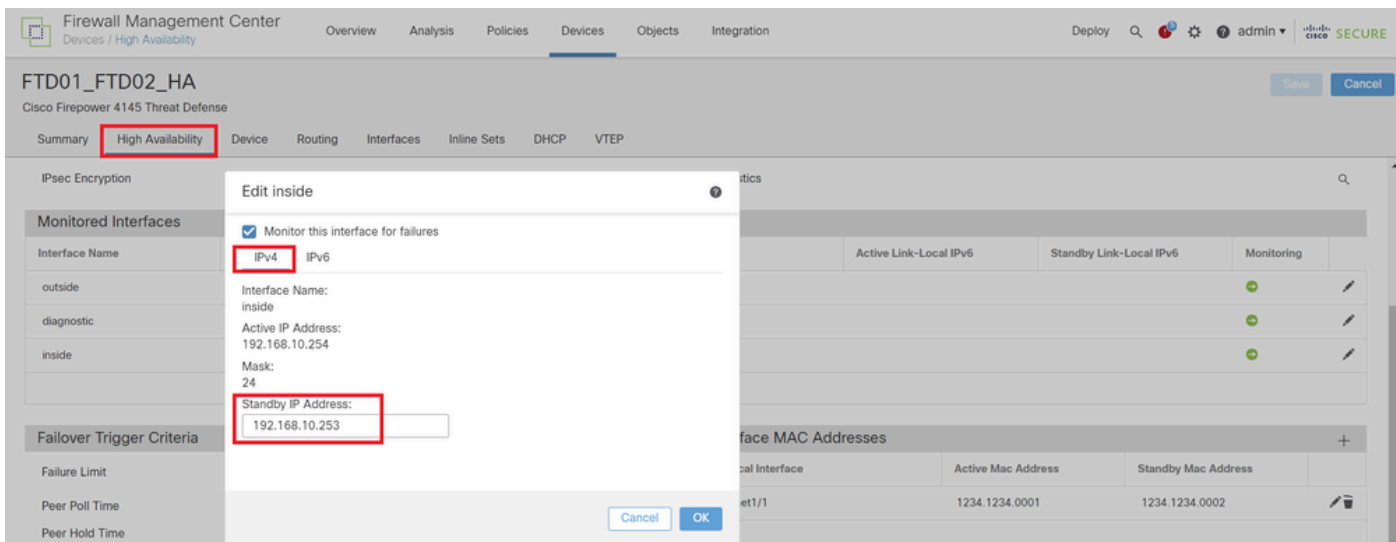 Firewall Management Center
Devices / High Availability
Overview Analysis Policies Devices Objects Integration
Deploy admin cisco SECURE
FTD01_FTD02_HA
Save Cancel
Cisco Firepower 4145 Threat Defense
Summary High Availability Device Routing Interfaces Inline Sets DHCP VTEP
IPsec Encryption
stics
Edit inside
Monitored Interfaces
Monitor this interface for failures
Interface Name Active Link-Local IPv6 Standby Link-Local IPv6 Monitoring
IPv4 IPv6
outside
Interface Name:
inside
diagnostic
Active IP Address:
192.168.10.254
inside
Mask:
24
Standby IP Address:
192.168.10.253
Failover Trigger Criteria
face MAC Addresses
Failure Limit
cal Interface Active Mac Address Standby Mac Address
Peer Poll Time
et1/1 1234.1234.0001 1234.1234.0002
Cancel OK
Peer Hold Time